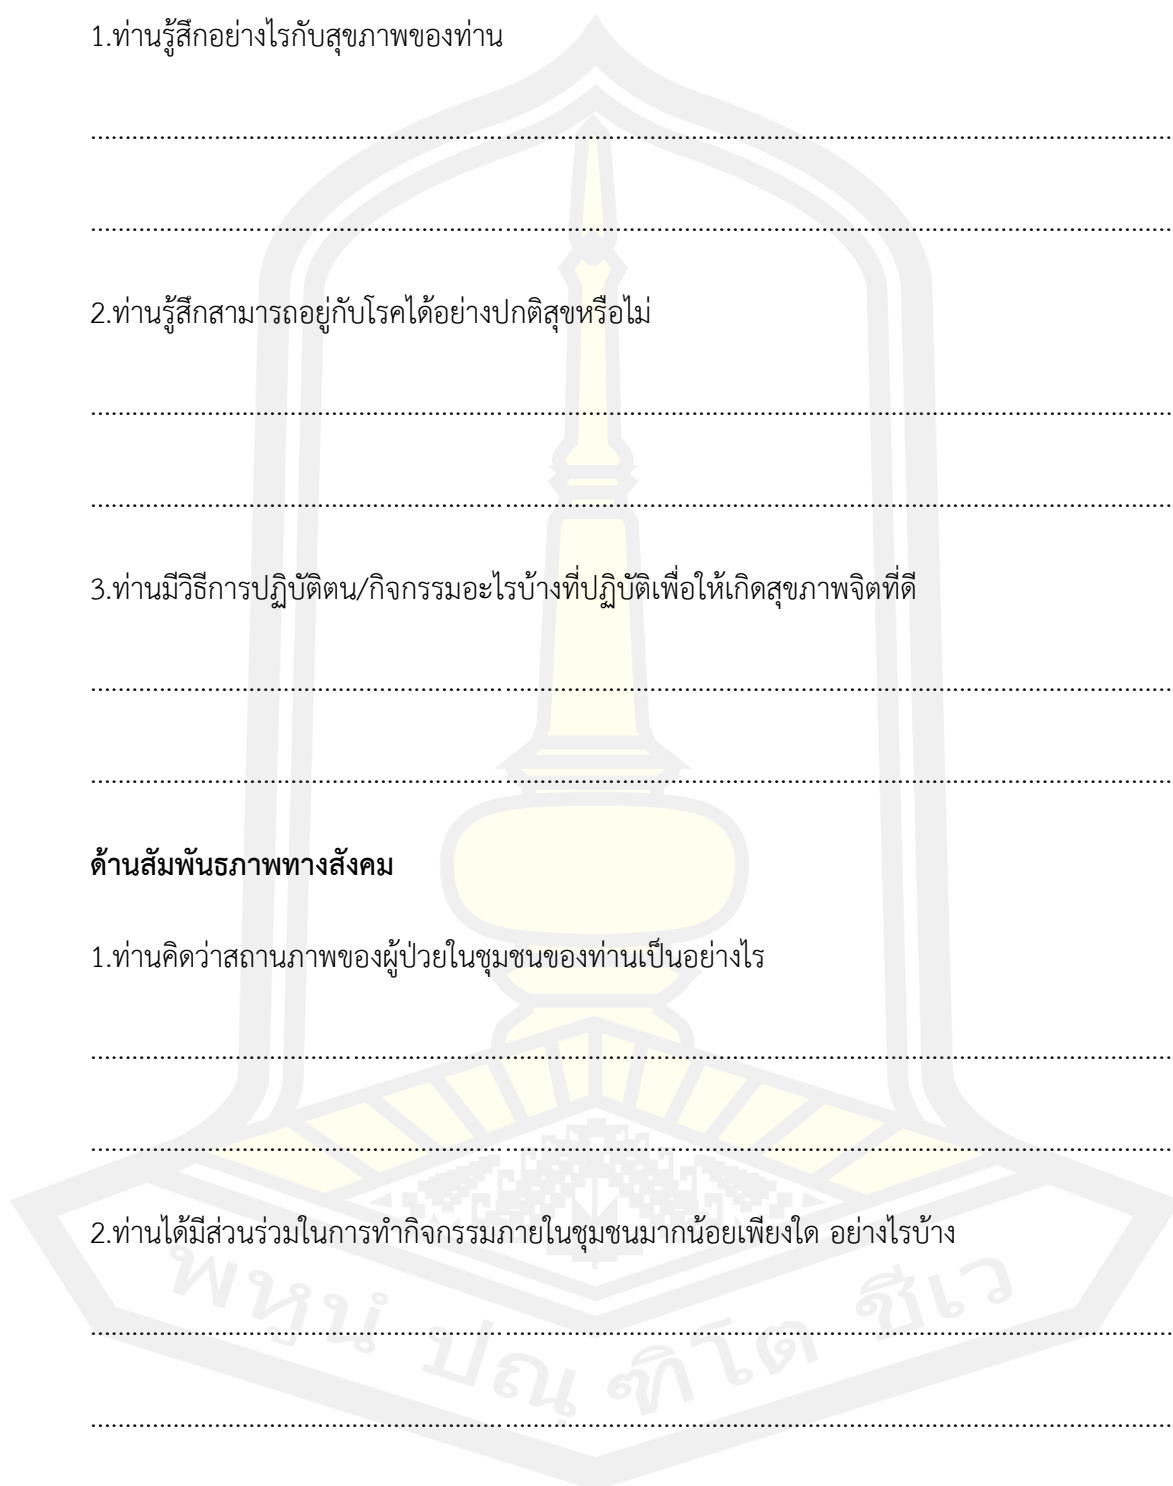 1.ท่านรู้สึกอย่างไรกับสุขภาพของท่าน
................................................................................................................................................................
................................................................................................................................................................
2.ท่านรู้สึกสามารถอยู่กับโรคได้อย่างปกติสุขหรือไม่
................................................................................................................................................................
................................................................................................................................................................
3.ท่านมีวิธีการปฏิบัติตน/กิจกรรมอะไรบ้างที่ปฏิบัติเพื่อให้เกิดสุขภาพจิตที่ดี
................................................................................................................................................................
................................................................................................................................................................
ด้านสัมพันธภาพทางสังคม
1.ท่านคิดว่าสถานภาพของผู้ป่วยในชุมชนของท่านเป็นอย่างไร
................................................................................................................................................................
................................................................................................................................................................
2.ท่านได้มีส่วนร่วมในการทำกิจกรรมภายในชุมชนมากน้อยเพียงใด อย่างไรบ้าง
................................................................................................................................................................
................................................................................................................................................................
พหูนํ ปณฺฑิโต ชีเว